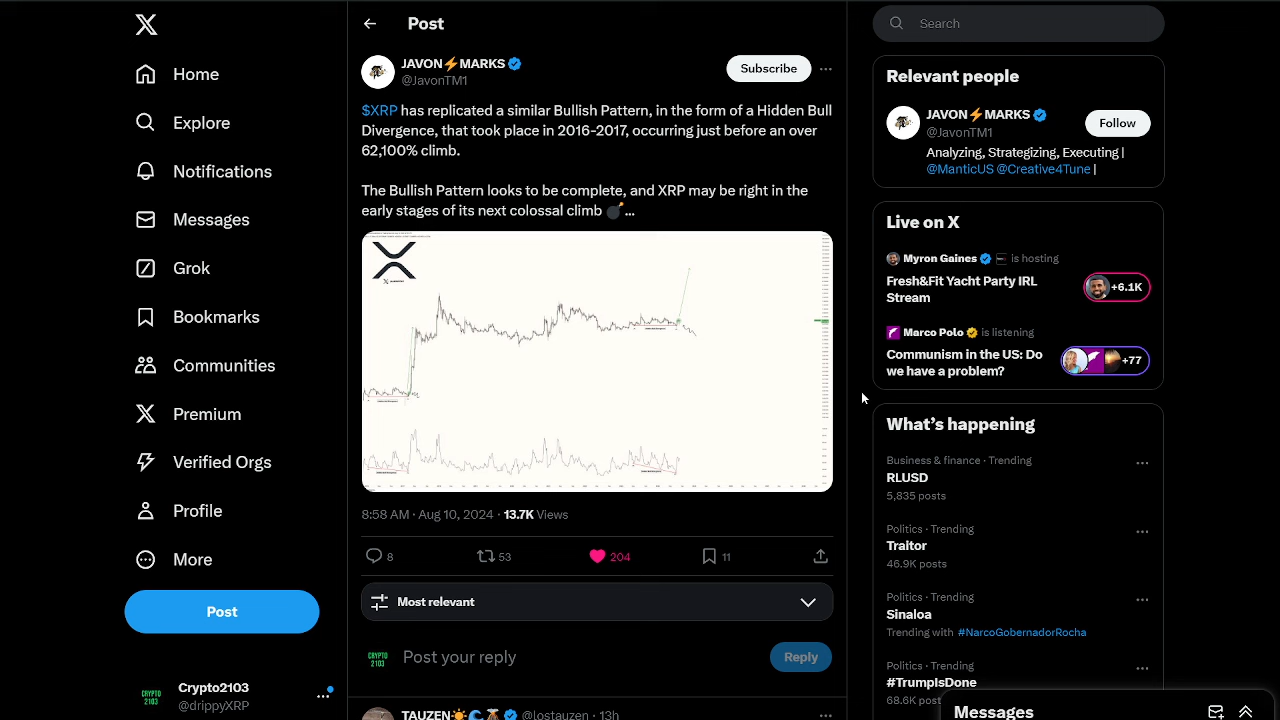 Home
Explore
Notifications
Messages
Grok
Bookmarks
Communities
Premium
Verified Orgs
Profile
More
Post
CRYPTO
2103
Crypto2103
@drippyXRP
Post
JAVON⚡MARKS
@JavonTM1
Subscribe
$XRP has replicated a similar Bullish Pattern, in the form of a Hidden Bull
Divergence, that took place in 2016-2017, occurring just before an over
62,100% climb.
The Bullish Pattern looks to be complete, and XRP may be right in the
early stages of its next colossal climb 💣...
8:58 AM · Aug 10, 2024 · 13.7K Views
8
53
204
11
Most relevant
CRYPTO
2103
Post your reply
Reply
TAUZEN☀️🌊 @lostauzen · 13h
Search
Relevant people
JAVON⚡MARKS
@JavonTM1
Follow
Analyzing, Strategizing, Executing |
@ManticUS @Creative4Tune |
Live on X
Myron Gaines is hosting
Fresh&Fit Yacht Party IRL
Stream
+6.1K
Marco Polo is listening
Communism in the US: Do
we have a problem?
+77
What's happening
Business & finance · Trending
RLUSD
5,835 posts
Politics · Trending
Traitor
46.9K posts
Politics · Trending
Sinaloa
Trending with #NarcoGobernadorRocha
Politics · Trending
#TrumpIsDone
68.6K
Messages